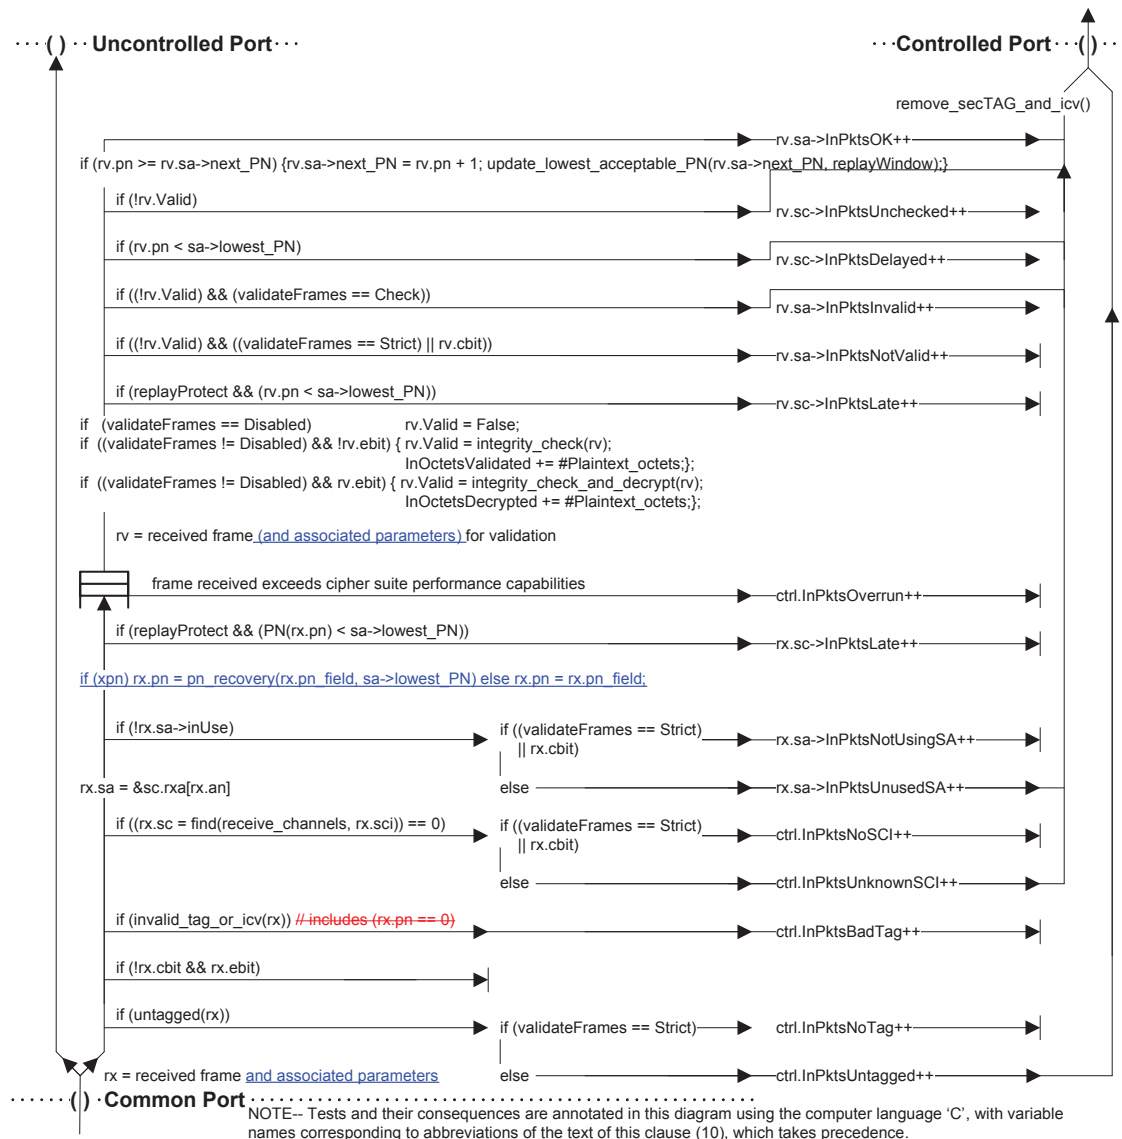 ( ) Uncontrolled Port
Controlled Port ( )
remove_secTAG_and_icv()
rv.sa->InPktsOK++
if (rv.pn >= rv.sa->next_PN) {rv.sa->next_PN = rv.pn + 1; update_lowest_acceptable_PN(rv.sa->next_PN, replayWindow);}
if (!rv.Valid)
rv.sc->InPktsUnchecked++
if (rv.pn < sa->lowest_PN)
rv.sc->InPktsDelayed++
if ((!rv.Valid) && (validateFrames == Check))
rv.sa->InPktsInvalid++
if ((!rv.Valid) && ((validateFrames == Strict) || rv.cbit))
rv.sa->InPktsNotValid++
if (replayProtect && (rv.pn < sa->lowest_PN))
rv.sc->InPktsLate++
if (validateFrames == Disabled) rv.Valid = False;
if ((validateFrames != Disabled) && !rv.ebit) { rv.Valid = integrity_check(rv);
InOctetsValidated += #Plaintext_octets;};
if ((validateFrames != Disabled) && rv.ebit) { rv.Valid = integrity_check_and_decrypt(rv);
InOctetsDecrypted += #Plaintext_octets;};
rv = received frame (and associated parameters) for validation
frame received exceeds cipher suite performance capabilities
ctrl.InPktsOverrun++
if (replayProtect && (PN(rx.pn) < sa->lowest_PN))
rx.sc->InPktsLate++
if (xpn) rx.pn = pn_recovery(rx.pn_field, sa->lowest_PN) else rx.pn = rx.pn_field;
if (!rx.sa->inUse)
if ((validateFrames == Strict)
|| rx.cbit)
rx.sa->InPktsNotUsingSA++
rx.sa = &sc.rxa[rx.an]
else
rx.sa->InPktsUnusedSA++
if ((rx.sc = find(receive_channels, rx.sci)) == 0)
if ((validateFrames == Strict)
|| rx.cbit)
ctrl.InPktsNoSCI++
else
ctrl.InPktsUnknownSCI++
if (invalid_tag_or_icv(rx)) // includes (rx.pn == 0)
ctrl.InPktsBadTag++
if (!rx.cbit && rx.ebit)
if (untagged(rx))
if (validateFrames == Strict)
ctrl.InPktsNoTag++
rx = received frame and associated parameters
else
ctrl.InPktsUntagged++
( ) Common Port
NOTE-- Tests and their consequences are annotated in this diagram using the computer language ‘C’, with variable
names corresponding to abbreviations of the text of this clause (10), which takes precedence.